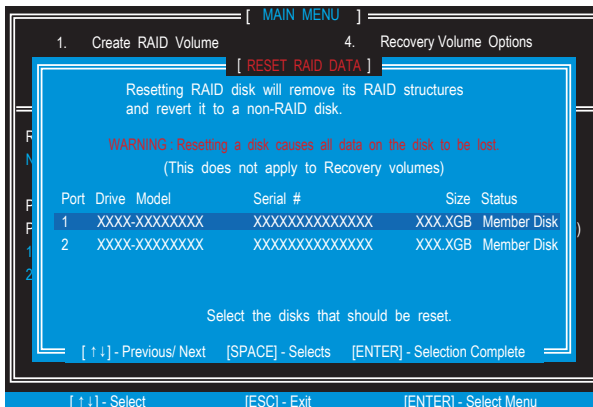 [ MAIN MENU ]
1. Create RAID Volume 4. Recovery Volume Options
[ RESET RAID DATA ]
Resetting RAID disk will remove its RAID structures
and revert it to a non-RAID disk.
WARNING : Resetting a disk causes all data on the disk to be lost.
(This does not apply to Recovery volumes)
Port Drive Model Serial # Size Status
1 XXXX-XXXXXXXX XXXXXXXXXXXXXX XXX.XGB Member Disk
2 XXXX-XXXXXXXX XXXXXXXXXXXXXX XXX.XGB Member Disk
)
Select the disks that should be reset.
[ ↑↓] - Previous/ Next [SPACE] - Selects [ENTER] - Selection Complete
[ ↑↓] - Select [ESC] - Exit [ENTER] - Select Menu